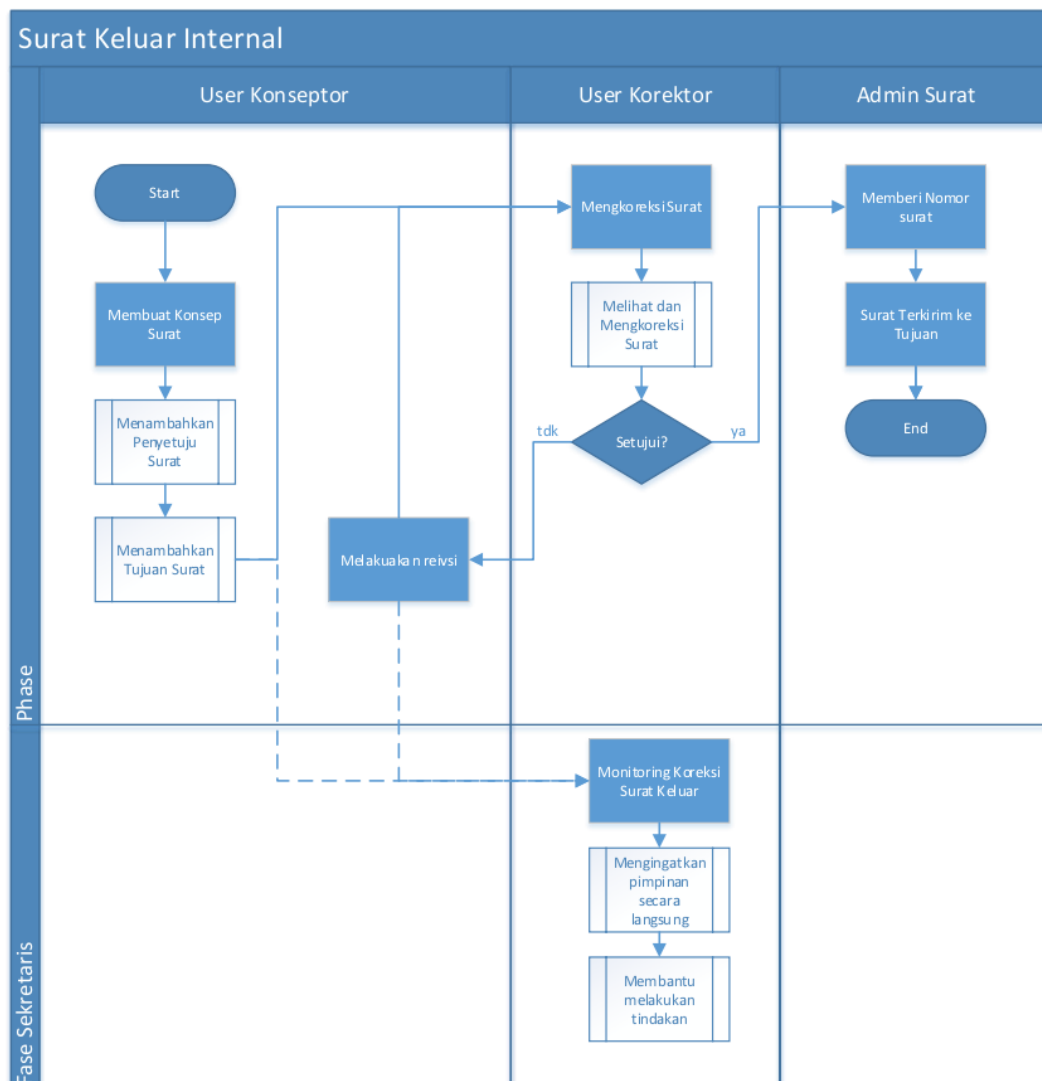 Surat Keluar Internal
User Konseptor
User Korektor
Admin Surat
Phase
Start
Membuat Konsep
Surat
Menambahkan
Penyetuju
Surat
Menambahkan
Tujuan Surat
Melakuakan reivsi
Mengkoreksi Surat
Melihat dan
Mengkoreksi
Surat
Setujui?
tdk
ya
Memberi Nomor
surat
Surat Terkirim ke
Tujuan
End
Fase Sekretaris
Monitoring Koreksi
Surat Keluar
Mengingatkan
pimpinan
secara
langsung
Membantu
melakukan
tindakan